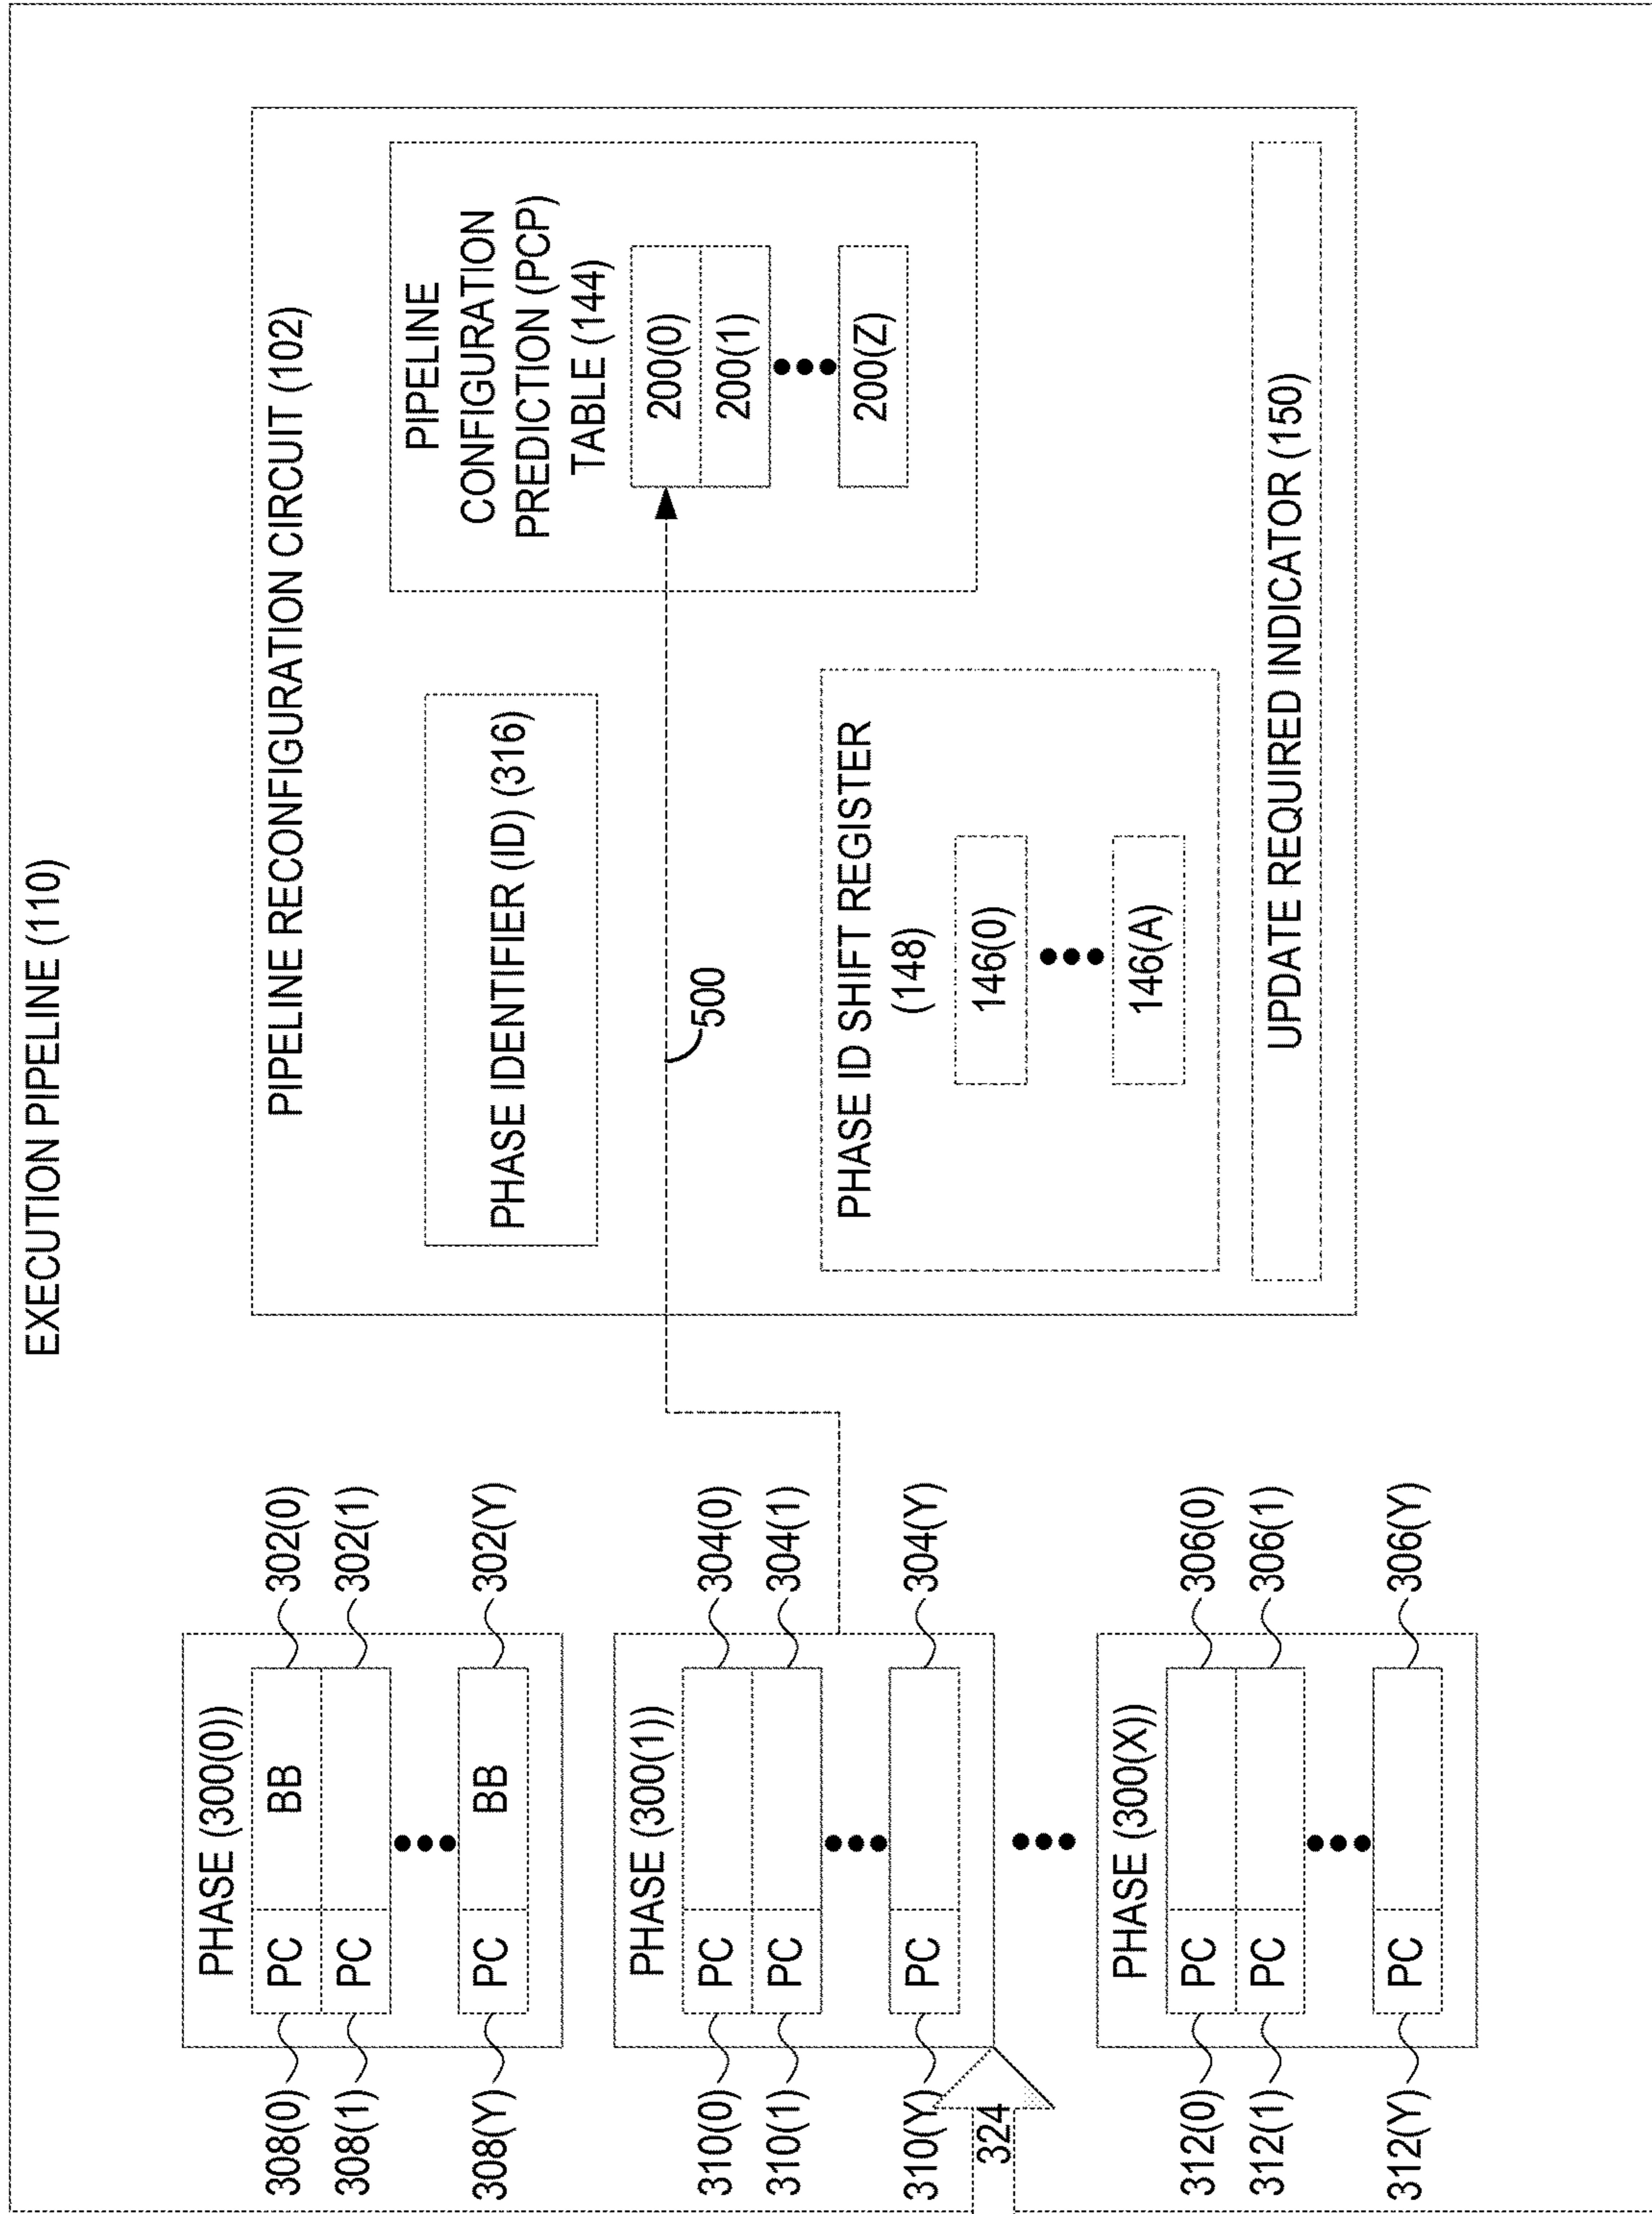 EXECUTION PIPELINE (110)
PHASE (300(0))
308(0) PC BB 302(0)
308(1) PC 302(1)
308(Y) PC BB 302(Y)
PHASE (300(1))
310(0) PC 304(0)
310(1) PC 304(1)
310(Y) PC 304(Y)
324
PHASE (300(X))
312(0) PC 306(0)
312(1) PC 306(1)
312(Y) PC 306(Y)
PIPELINE RECONFIGURATION CIRCUIT (102)
PHASE IDENTIFIER (ID) (316)
500
PIPELINE
CONFIGURATION
PREDICTION (PCP)
TABLE (144)
200(0)
200(1)
200(Z)
PHASE ID SHIFT REGISTER
(148)
146(0)
146(A)
UPDATE REQUIRED INDICATOR (150)